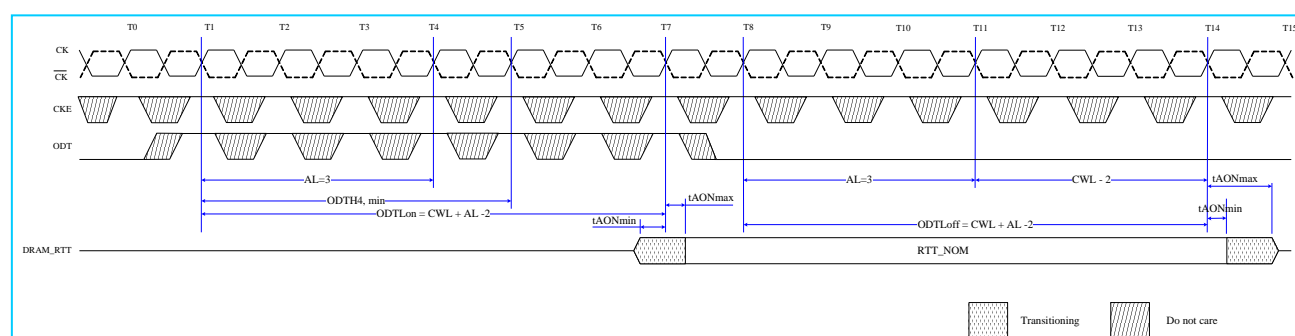 T0 T1 T2 T3 T4 T5 T6 T7 T8 T9 T10 T11 T12 T13 T14 T15
CK
CK
CKE
ODT
AL=3 AL=3 CWL - 2 tAONmax
ODTH4, min tAONmax
ODTLon = CWL + AL -2 tAONmin
tAONmin ODTLoff = CWL + AL -2
DRAM_RTT RTT_NOM
Transitioning Do not care